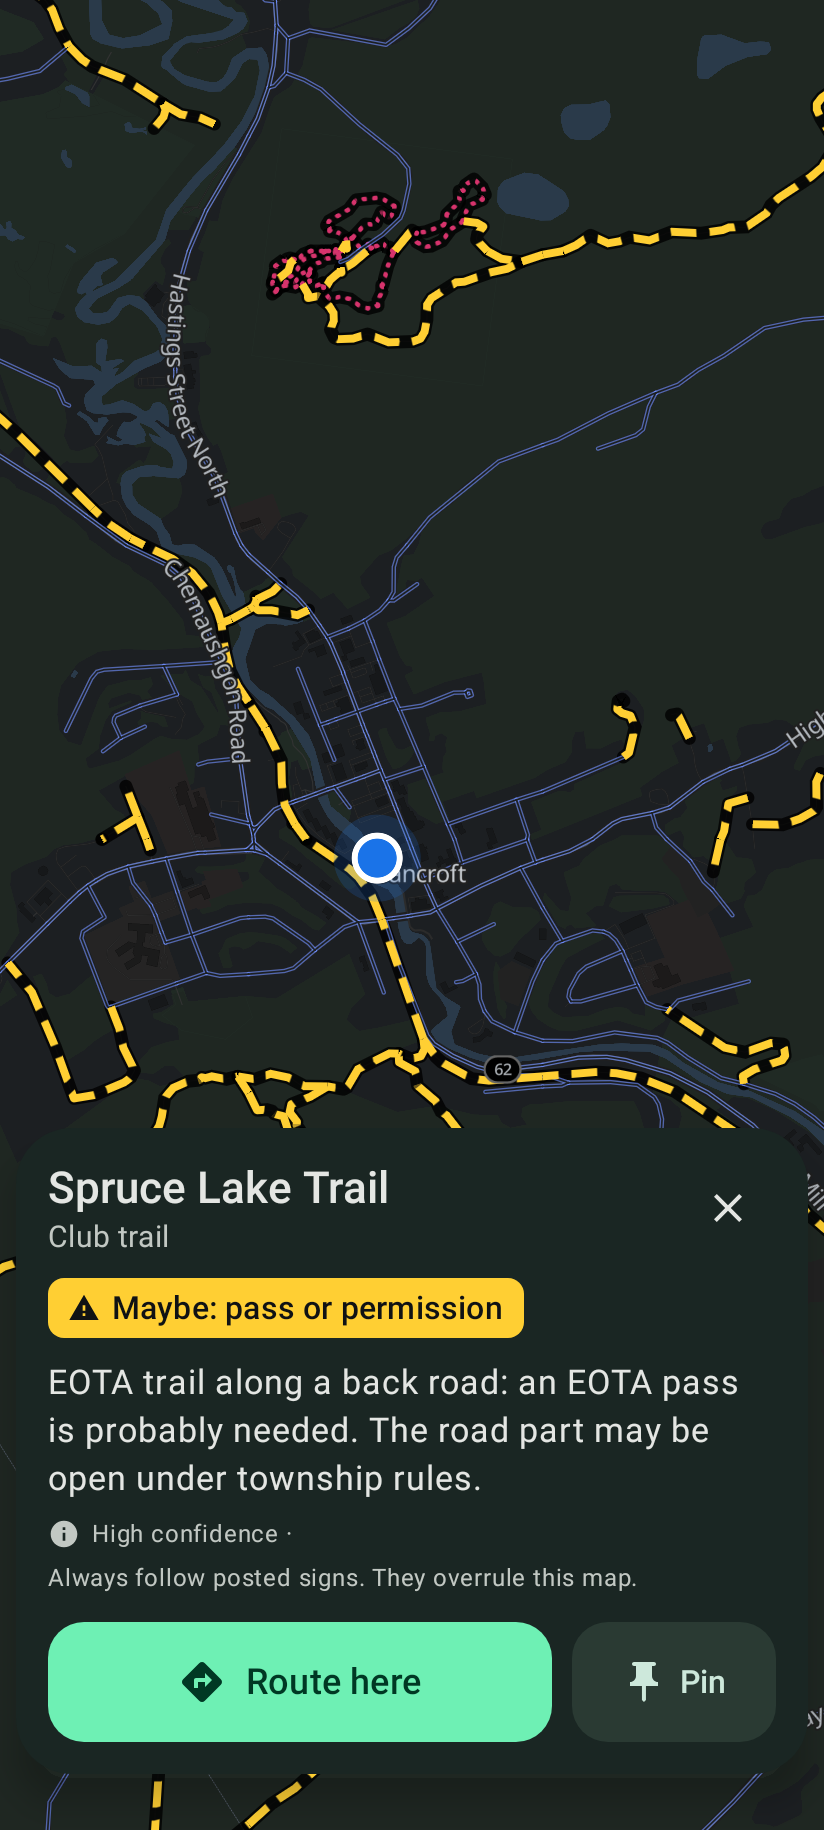 Hastings Street North
Chemaushgon Road
High
ancroft
62
Spruce Lake Trail
Club trail
Maybe: pass or permission
EOTA trail along a back road: an EOTA pass
is probably needed. The road part may be
open under township rules.
High confidence ·
Always follow posted signs. They overrule this map.
Route here
Pin